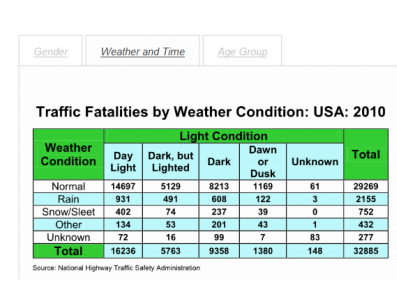 Gender Weather and Time Age Group
Traffic Fatalities by Weather Condition: USA: 2010
Weather Condition Light Condition Total
Day Light Dark, but Lighted Dark Dawn or Dusk Unknown
Normal 14697 5129 8213 1169 61 29269
Rain 931 491 608 122 3 2155
Snow/Sleet 402 74 237 39 0 752
Other 134 53 201 43 1 432
Unknown 72 16 99 7 83 277
Total 16236 5763 9358 1380 148 32885
Source: National Highway Traffic Safety Administration